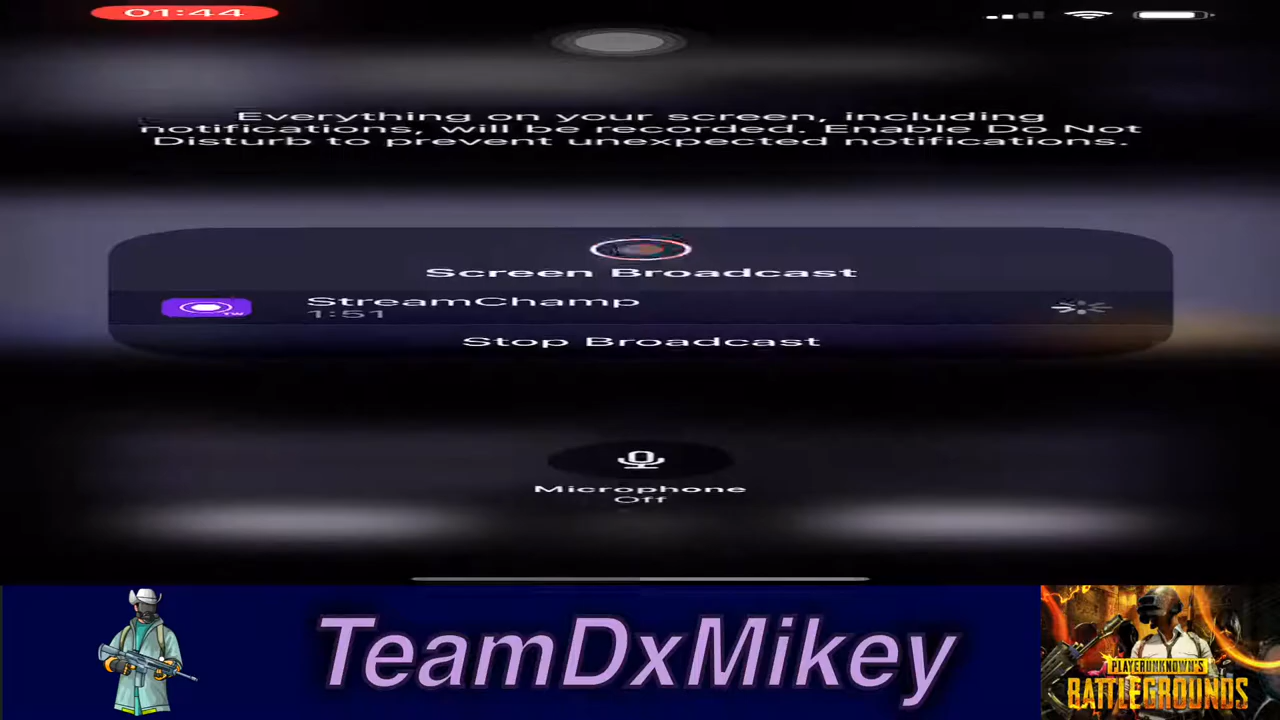 01:44
Everything on your screen, including
notifications, will be recorded. Enable Do Not
Disturb to prevent unexpected notifications.
Screen Broadcast
StreamChamp
1:51
Stop Broadcast
Microphone
Off
TeamDxMikey
PLAYERUNKNOWN'S
BATTLEGROUNDS